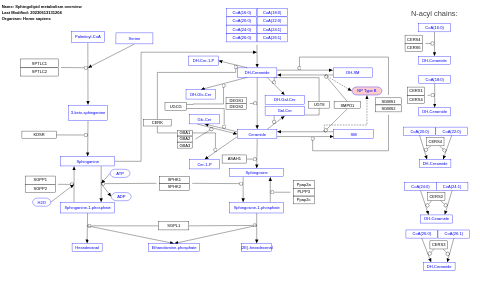 Name: Sphingolipid metabolism overview
Last Modified: 20220613131206
Organism: Homo sapiens
N-acyl chains:
CoA(16:0)
CoA(16:0)
CoA(20:0)
CoA(22:0)
CoA(24:0)
CoA(24:1)
CoA(26:0)
CoA(26:1)
Palmitoyl-CoA
Serine
SPTLC1
SPTLC2
3-keto-sphinganine
KDSR
Sphinganine
SGPP1
SGPP2
H2O
ATP
ADP
SPHK1
SPHK2
Sphinganine-1-phosphate
SGPL1
Hexadecanal
Ethanolamine-phosphate
DH-Cer-1-P
DH-Ceramide
DH-SM
DH-Glc-Cer
DH-Gal-Cer
Gal-Cer
UGCG
DEGS1
DEGS2
UGT8
SMPD1
NP Type B
SGMS1
SGMS2
CERK
Glc-Cer
GBA1
GBA2
GBA3
Ceramide
SM
Cer-1-P
ASAH1
Sphingosine
Ppap2a
PLPP3
Ppap2c
Sphingosine-1-phosphate
CoA(16:0)
CERS5
DH-Ceramide
CoA(18:0)
CERS1
CERS4
DH-Ceramide
CoA(20:0)
CoA(22:0)
CERS4
DH-Ceramide
CoA(24:0)
CoA(24:1)
CERS2
DH-Ceramide
CoA(26:0)
CoA(26:1)
CERS3
DH-Ceramide